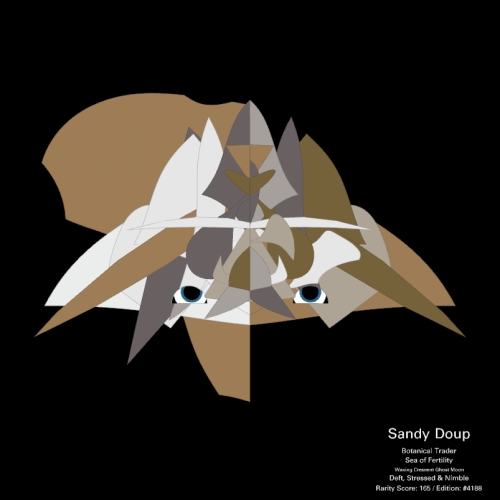 Sandy Doup
Botanical Trader
Sea of Fertility
Waxing Crescent Ghost Moon
Deft, Stressed & Nimble
Rarity Score: 165 / Edition: #4188